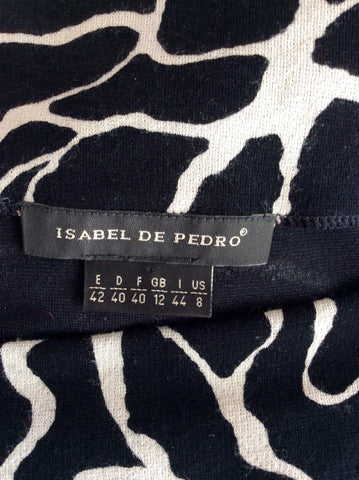 ISABEL DE PEDRO®
E D F GB I US
42 40 40 12 44 8